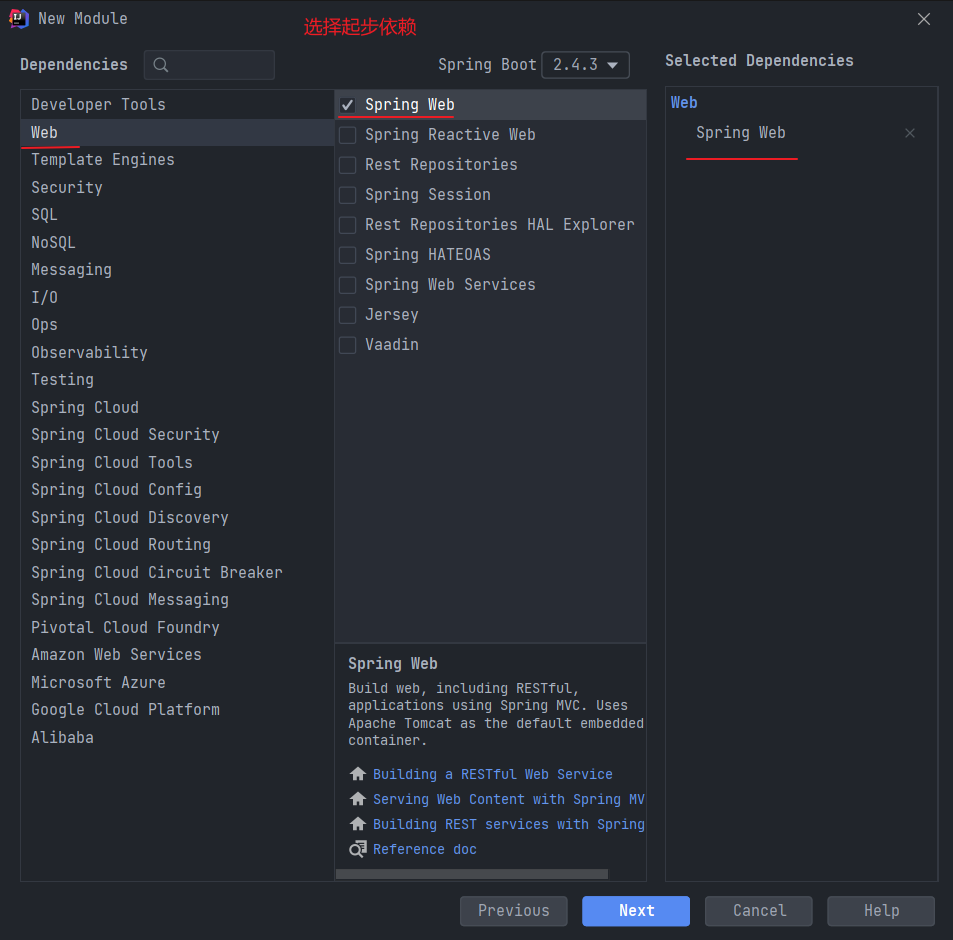 New Module
选择起步依赖
Dependencies
Spring Boot 2.4.3
Selected Dependencies
Developer Tools
Web
Template Engines
Security
SQL
NoSQL
Messaging
I/O
Ops
Observability
Testing
Spring Cloud
Spring Cloud Security
Spring Cloud Tools
Spring Cloud Config
Spring Cloud Discovery
Spring Cloud Routing
Spring Cloud Circuit Breaker
Spring Cloud Messaging
Pivotal Cloud Foundry
Amazon Web Services
Microsoft Azure
Google Cloud Platform
Alibaba
Spring Web
Spring Reactive Web
Rest Repositories
Spring Session
Rest Repositories HAL Explorer
Spring HATEOAS
Spring Web Services
Jersey
Vaadin
Spring Web
Build web, including RESTful,
applications using Spring MVC. Uses
Apache Tomcat as the default embedded
container.
Building a RESTful Web Service
Serving Web Content with Spring MV
Building REST services with Spring
Reference doc
Web
Spring Web
Previous
Next
Cancel
Help